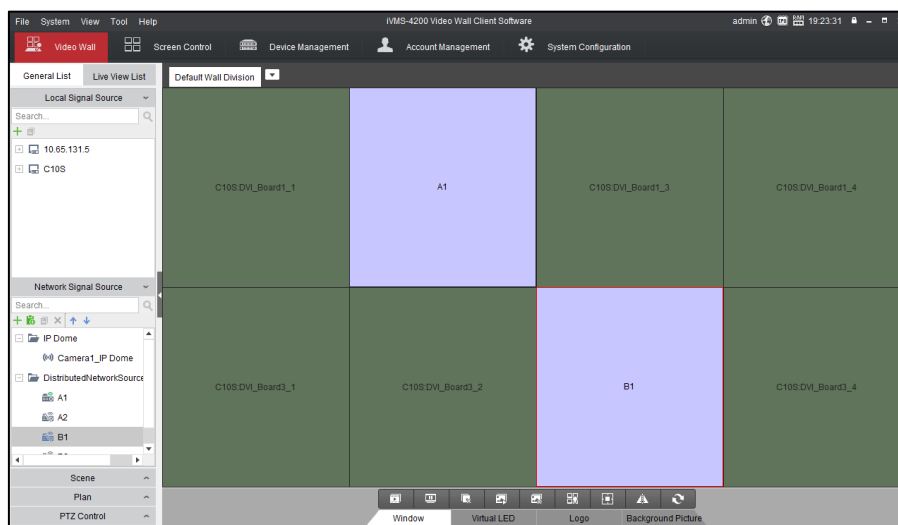 File System View Tool Help iVMS-4200 Video Wall Client Software admin 19:23:31
Video Wall Screen Control Device Management Account Management System Configuration
General List Live View List Default Wall Division
Local Signal Source
Search...
10.65.131.5
C10S
C10S:DVI_Board1_1 A1 C10S:DVI_Board1_3 C10S:DVI_Board1_4
Network Signal Source
Search...
IP Dome
Camera1_IP Dome
DistributedNetworkSource
A1
A2
B1
C10S:DVI_Board3_1 C10S:DVI_Board3_2 B1 C10S:DVI_Board3_4
Scene
Plan
PTZ Control
Window Virtual LED Logo Background Picture